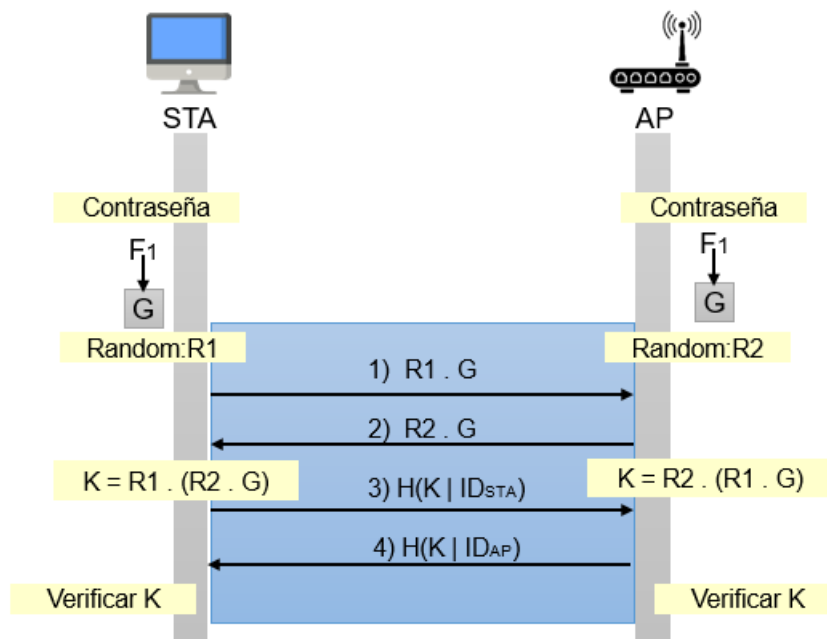 STA
AP
Contraseña
Contraseña
F1
F1
G
G
Random:R1
Random:R2
1) R1 . G
2) R2 . G
K = R1 . (R2 . G)
K = R2 . (R1 . G)
3) H(K | IDSTA)
4) H(K | IDAP)
Verificar K
Verificar K